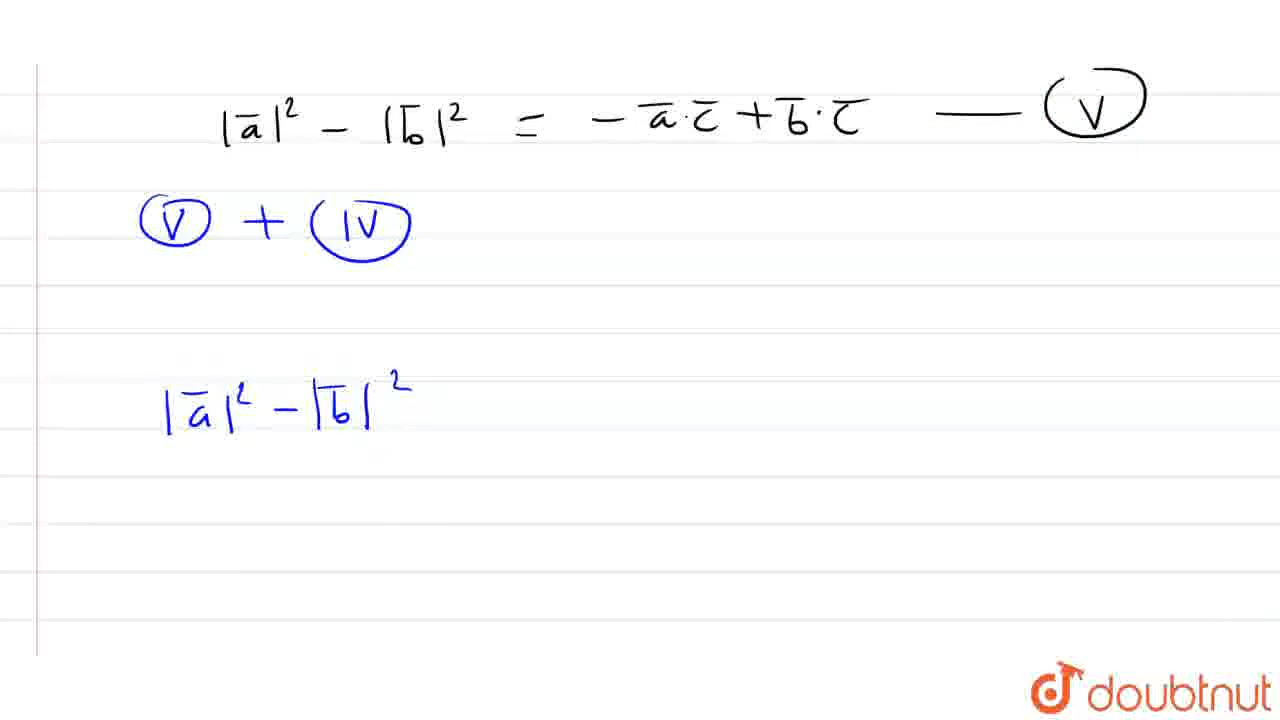 |a̅|² - |b̅|² = - a̅·c̅ + b̅·c̅ — V
V + IV
|a̅|² - |b̅|²
doubtnut